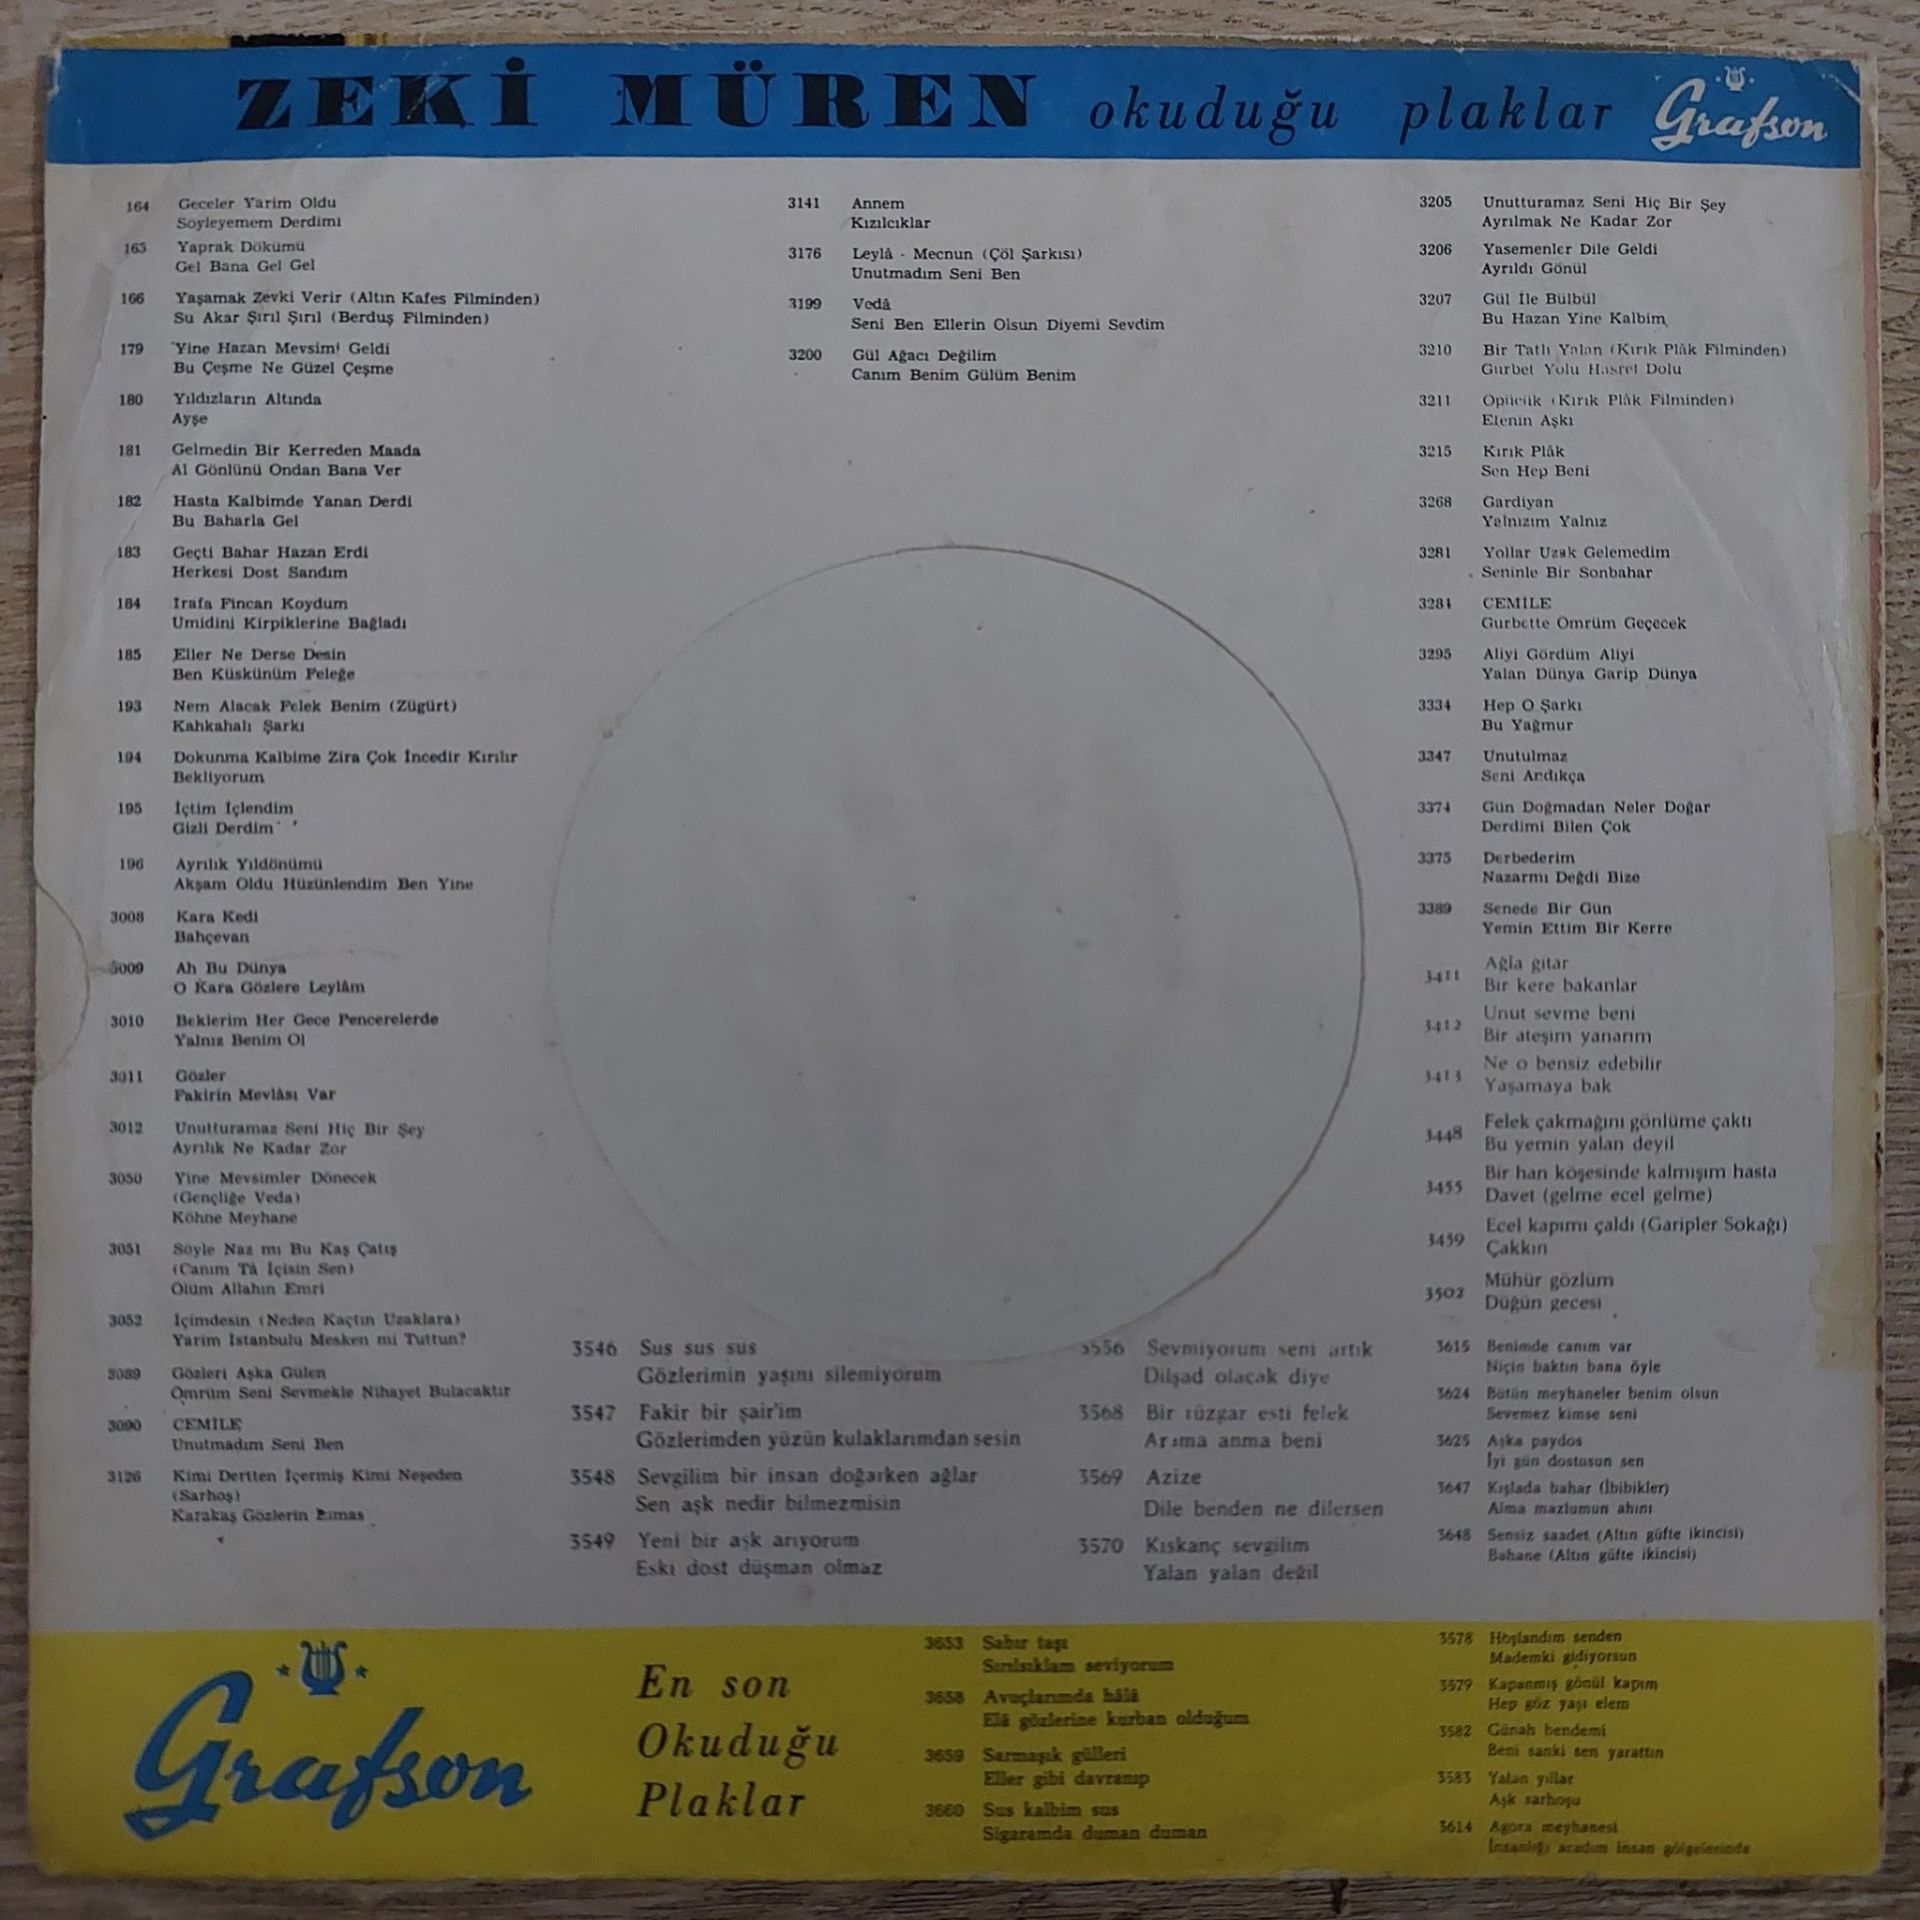 ZEKİ MÜREN okuduğu plaklar Grafson
164 Geceler Yarim Oldu
Söyleyemem Derdimi
165 Yaprak Dökümü
Gel Bana Gel Gel
166 Yaşamak Zevki Verir (Altın Kafes Filminden)
Su Akar Şırıl Şırıl (Berduş Filminden)
179 Yine Hazan Mevsimi Geldi
Bu Çeşme Ne Güzel Çeşme
180 Yıldızların Altında
Ayşe
181 Gelmedin Bir Kerreden Maada
Al Gönlünü Ondan Bana Ver
182 Hasta Kalbimde Yanan Derdi
Bu Baharla Gel
183 Geçti Bahar Hazan Erdi
Herkesi Dost Sandım
184 Irafa Fincan Koydum
Umidini Kirpiklerine Bağladı
185 Eller Ne Derse Desin
Ben Küskünüm Feleğe
193 Nem Alacak Felek Benim (Zügürt)
Kahkahalı Şarkı
194 Dokunma Kalbime Zira Çok İncedir Kırılır
Bekliyorum
195 İçtim İçlendim
Gizli Derdim
196 Ayrılık Yıldönümü
Akşam Oldu Hüzünlendim Ben Yine
3008 Kara Kedi
Bahçevan
3009 Ah Bu Dünya
O Kara Gözlere Leylâm
3010 Beklerim Her Gece Pencerelerde
Yalnız Benim Ol
3011 Gözler
Fakirin Mevlâsı Var
3012 Unutturamaz Seni Hiç Bir Şey
Ayrılık Ne Kadar Zor
3050 Yine Mevsimler Dönecek
(Gençliğe Veda)
Köhne Meyhane
3051 Söyle Naz mı Bu Kaş Çatış
(Canım Tâ İçisin Sen)
Olüm Allahın Emri
3052 İçimdesin (Neden Kaçtın Uzaklara)
Yarim İstanbulu Mesken mi Tuttun?
3089 Gözleri Aşka Gülen
Omrüm Seni Sevmekle Nihayet Bulacaktır
3090 CEMİLE
Unutmadım Seni Ben
3126 Kimi Dertten İçermiş Kimi Neşeden
(Sarhoş)
Karakaş Gözlerin Elmas
3141 Annem
Kızılcıklar
3176 Leylâ - Mecnun (Çöl Şarkısı)
Unutmadım Seni Ben
3199 Vedâ
Seni Ben Ellerin Olsun Diyemi Sevdim
3200 Gül Ağacı Değilim
Canım Benim Gülüm Benim
3205 Unutturamaz Seni Hiç Bir Şey
Ayrılmak Ne Kadar Zor
3206 Yasemenler Dile Geldi
Ayrıldı Gönül
3207 Gül İle Bülbül
Bu Hazan Yine Kalbim
3210 Bir Tatlı Yalan (Kırık Plâk Filminden)
Gurbet Yolu Hasret Dolu
3211 Opücük (Kırık Plâk Filminden)
Elenin Aşkı
3215 Kırık Plâk
Sen Hep Beni
3268 Gardiyan
Yalnızım Yalnız
3281 Yollar Uzak Gelemedim
Seninle Bir Sonbahar
3284 CEMİLE
Gurbette Omrüm Geçecek
3295 Aliyi Gördüm Aliyi
Yalan Dünya Garip Dünya
3334 Hep O Şarkı
Bu Yağmur
3347 Unutulmaz
Seni Andıkça
3374 Gün Doğmadan Neler Doğar
Derdimi Bilen Çok
3375 Derbederim
Nazarmı Değdi Bize
3389 Senede Bir Gün
Yemin Ettim Bir Kerre
3411 Ağla gitar
Bir kere bakanlar
3412 Unut sevme beni
Bir ateşim yanarım
3413 Ne o bensiz edebilir
Yaşamaya bak
3448 Felek çakmağını gönlüme çaktı
Bu yemin yalan deyil
3455 Bir han köşesinde kalmışım hasta
Davet (gelme ecel gelme)
3459 Ecel kapımı çaldı (Garipler Sokağı)
Çakkın
3502 Mühür gözlüm
Düğün gecesi
3546 Sus sus sus
Gözlerimin yaşını silemiyorum
3547 Fakir bir şair'im
Gözlerimden yüzün kulaklarımdan sesin
3548 Sevgilim bir insan doğarken ağlar
Sen aşk nedir bilmezmisin
3549 Yeni bir aşk arıyorum
Eski dost düşman olmaz
3556 Sevmiyorum seni artık
Dilşad olacak diye
3568 Bir rüzgar esti felek
Arama anma beni
3569 Azize
Dile benden ne dilersen
3570 Kıskanç sevgilim
Yalan yalan değil
3615 Benimde canım var
Niçin baktın bana öyle
3624 Bütün meyhaneler benim olsun
Sevemez kimse seni
3625 Aşka paydos
İyi gün dostusun sen
3647 Kışlada bahar (İbibikler)
Alma mazlumun ahını
3648 Sensiz saadet (Altın güfte ikincisi)
Bahane (Altın güfte ikincisi)
Grafson
En son
Okuduğu
Plaklar
3653 Sabır taşı
Sırılsıklam seviyorum
3658 Avuçlarımda hâlâ
Elâ gözlerine kurban olduğum
3659 Sarmaşık gülleri
Eller gibi davranıp
3660 Sus kalbim sus
Sigaramda duman duman
3578 Hoşlandım senden
Mademki gidiyorsun
3579 Kapanmış gönül kapım
Hep göz yaşı elem
3582 Günah bendemi
Beni sanki sen yarattın
3583 Yalan yıllar
Aşk sarhoşu
3614 Agora meyhanesi
İnsanlığı aradım insan gölgelerinde